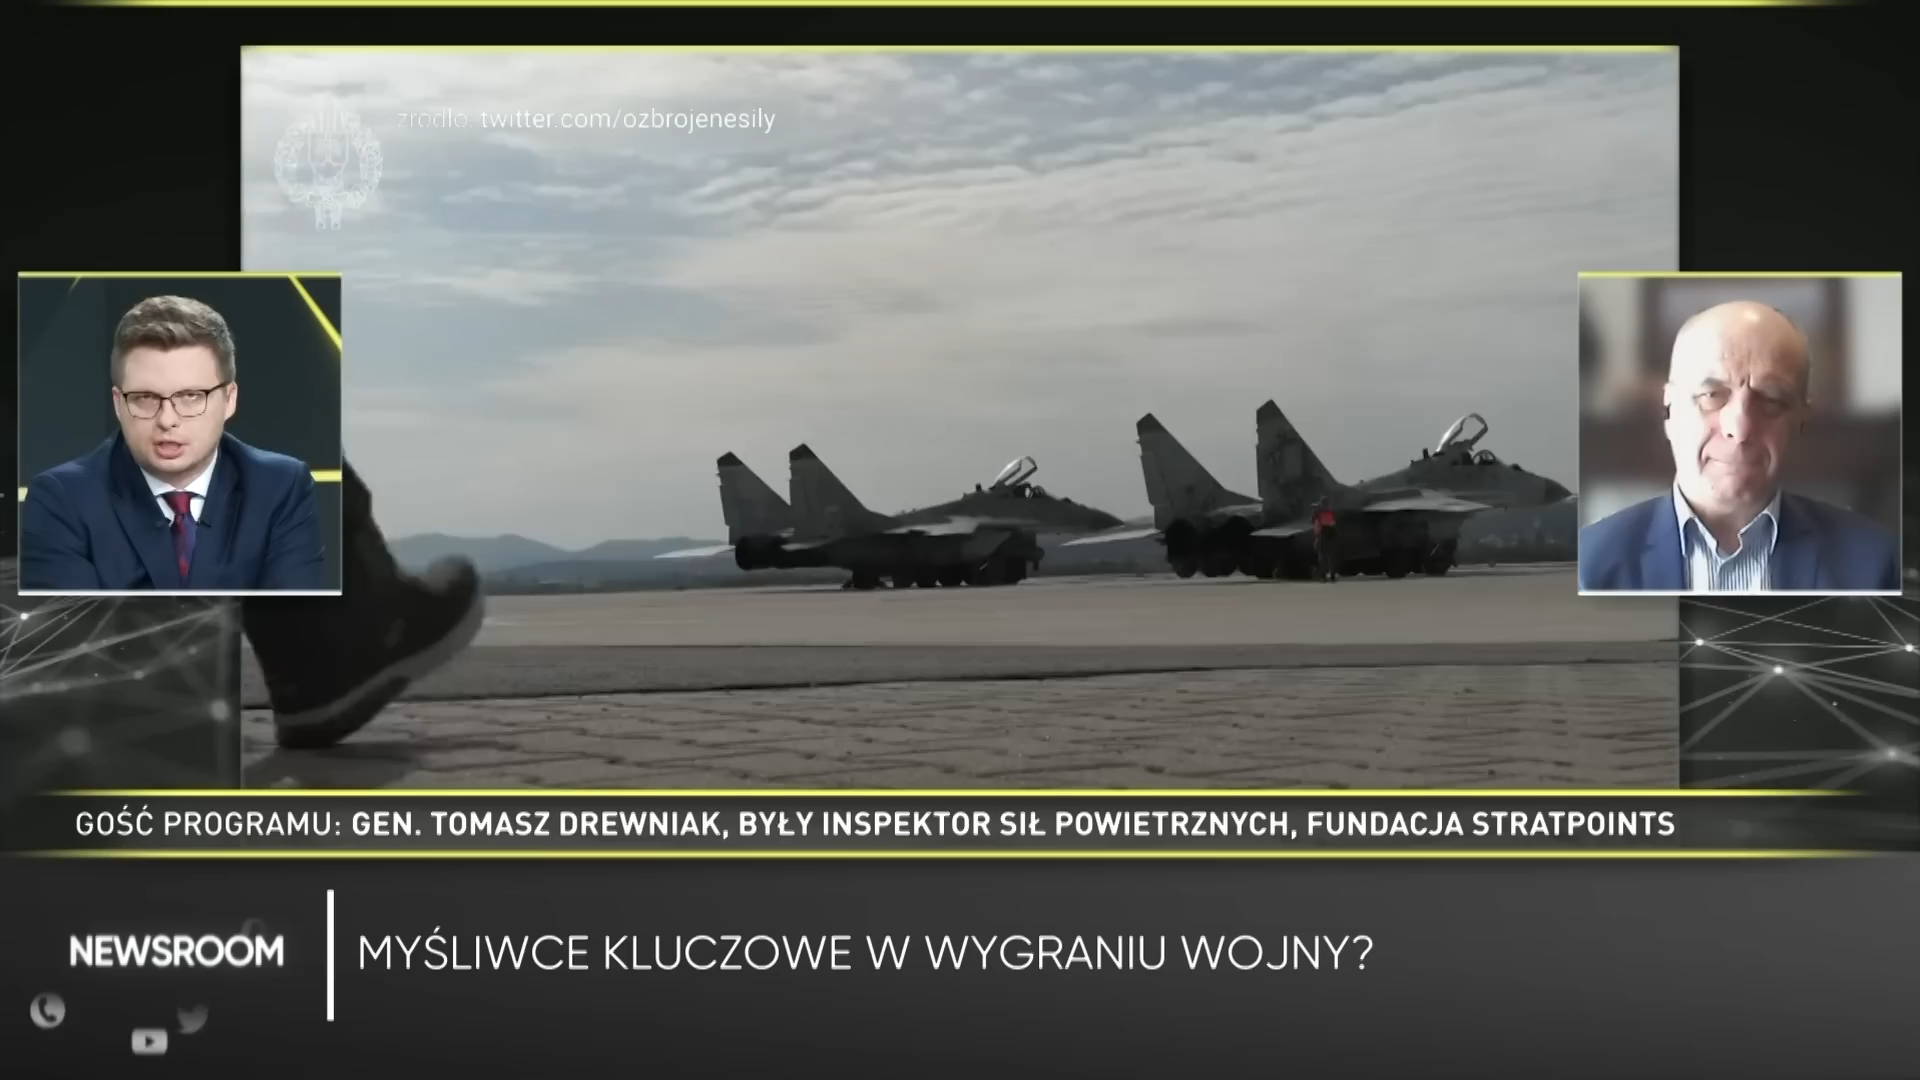 zrodlo: twitter.com/ozbrojenesily
GOŚĆ PROGRAMU: GEN. TOMASZ DREWNIAK, BYŁY INSPEKTOR SIŁ POWIETRZNYCH, FUNDACJA STRATPOINTS
NEWSROOM
MYŚLIWCE KLUCZOWE W WYGRANIU WOJNY?